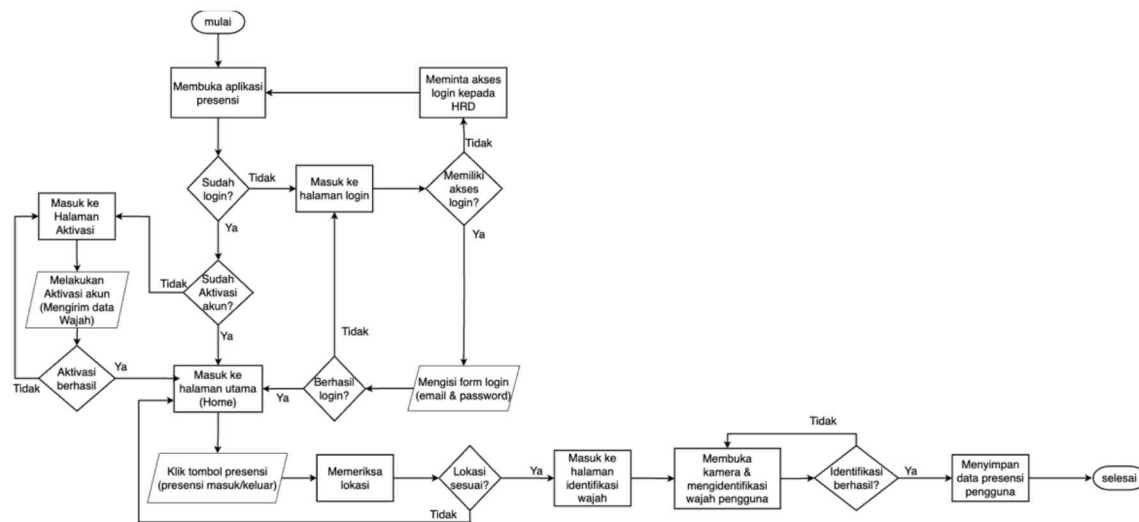 mulai
Membuka aplikasi
presensi
Meminta akses
login kepada
HRD
Tidak
Sudah
login?
Tidak
Masuk ke
halaman login
Memiliki
akses
login?
Masuk ke
Halaman
Aktivasi
Ya
Ya
Melakukan
Aktivasi akun
(Mengirim data
Wajah)
Tidak
Sudah
Aktivasi
akun?
Tidak
Ya
Aktivasi
berhasil
Tidak
Ya
Masuk ke
halaman utama
(Home)
Ya
Berhasil
login?
Mengisi form login
(email & password)
Klik tombol presensi
(presensi masuk/keluar)
Memeriksa
lokasi
Lokasi
sesuai?
Tidak
Ya
Masuk ke
halaman
identifikasi
wajah
Membuka
kamera &
mengidentifikasi
wajah pengguna
Tidak
Identifikasi
berhasil?
Ya
Menyimpan
data presensi
pengguna
selesai